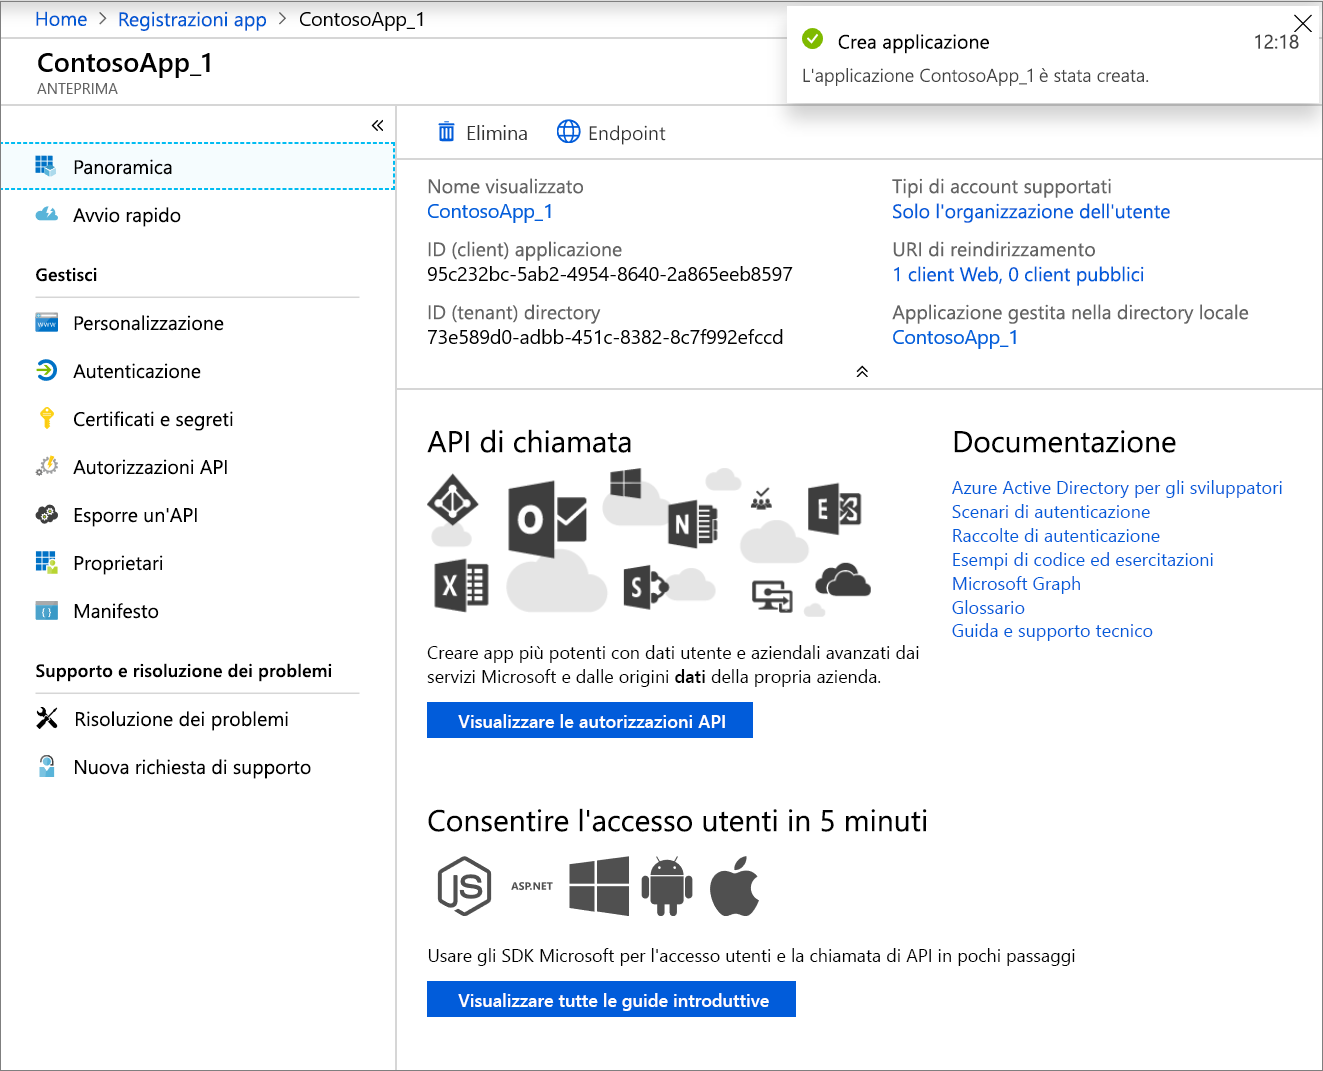 Home > Registrazioni app > ContosoApp_1
Crea applicazione
12:18
L'applicazione ContosoApp_1 è stata creata.
ContosoApp_1
ANTEPRIMA
«
Elimina
Endpoint
Panoramica
Avvio rapido
Gestisci
Personalizzazione
Autenticazione
Certificati e segreti
Autorizzazioni API
Esporre un'API
Proprietari
Manifesto
Supporto e risoluzione dei problemi
Risoluzione dei problemi
Nuova richiesta di supporto
Nome visualizzato
ContosoApp_1
ID (client) applicazione
95c232bc-5ab2-4954-8640-2a865eeb8597
ID (tenant) directory
73e589d0-adbb-451c-8382-8c7f992efccd
Tipi di account supportati
Solo l'organizzazione dell'utente
URI di reindirizzamento
1 client Web, 0 client pubblici
Applicazione gestita nella directory locale
ContosoApp_1
API di chiamata
O
N
E
X
S
Creare app più potenti con dati utente e aziendali avanzati dai
servizi Microsoft e dalle origini dati della propria azienda.
Visualizzare le autorizzazioni API
Documentazione
Azure Active Directory per gli sviluppatori
Scenari di autenticazione
Raccolte di autenticazione
Esempi di codice ed esercitazioni
Microsoft Graph
Glossario
Guida e supporto tecnico
Consentire l'accesso utenti in 5 minuti
JS
ASP.NET
Usare gli SDK Microsoft per l'accesso utenti e la chiamata di API in pochi passaggi
Visualizzare tutte le guide introduttive